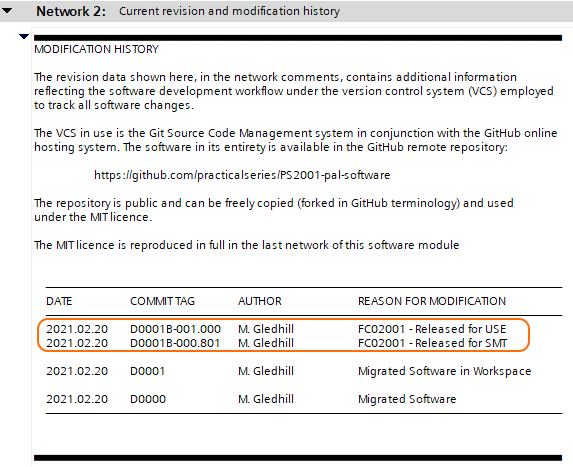 Network 2: Current revision and modification history
MODIFICATION HISTORY
The revision data shown here, in the network comments, contains additional information
reflecting the software development workflow under the version control system (VCS) employed
to track all software changes.
The VCS in use is the Git Source Code Management system in conjunction with the GitHub online
hosting system. The software in its entirety is available in the GitHub remote repository:
https://github.com/practicalseries/PS2001-pal-software
The repository is public and can be freely copied (forked in GitHub terminology) and used
under the MIT licence.
The MIT licence is reproduced in full in the last network of this software module
DATE COMMIT TAG AUTHOR REASON FOR MODIFICATION
2021.02.20 D0001B-001.000 M. Gledhill FC02001 - Released for USE
2021.02.20 D0001B-000.801 M. Gledhill FC02001 - Released for SMT
2021.02.20 D0001 M. Gledhill Migrated Software in Workspace
2021.02.20 D0000 M. Gledhill Migrated Software